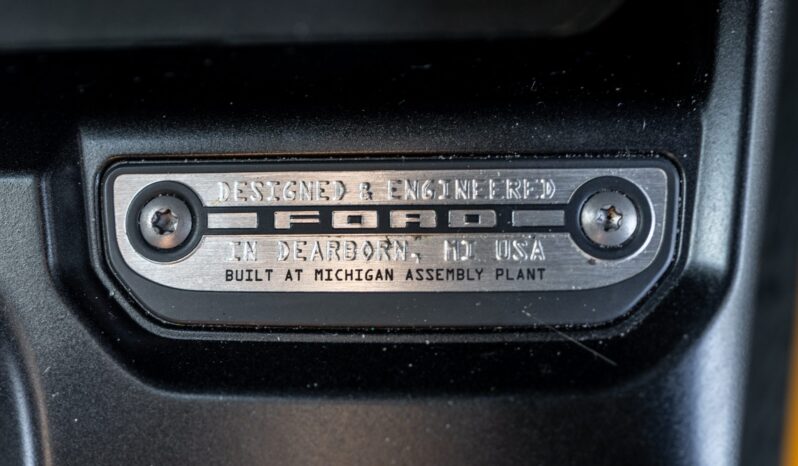 DESIGNED & ENGINEERED
FORD
IN DEARBORN, MI USA
BUILT AT MICHIGAN ASSEMBLY PLANT